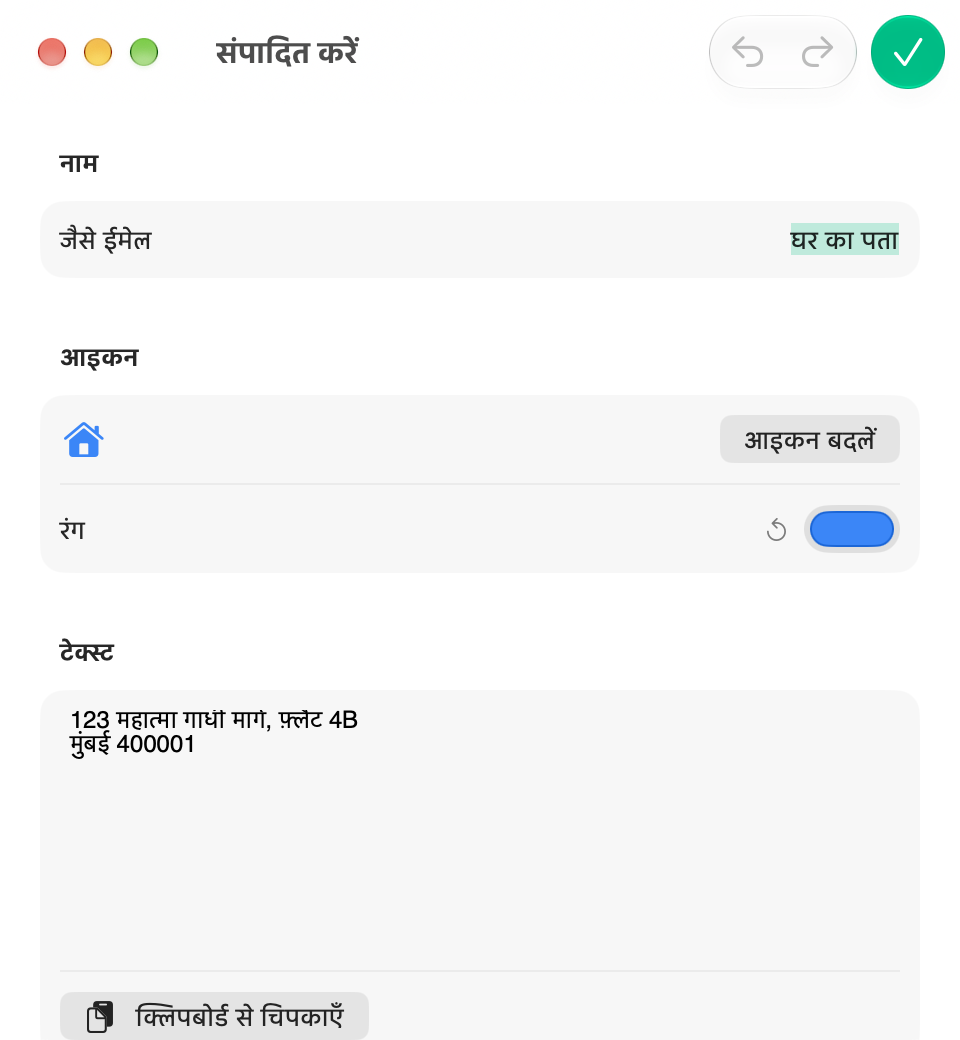 संपादित करें
नाम
जैसे ईमेल
घर का पता
आइकन
आइकन बदलें
रंग
टेक्स्ट
123 महात्मा गांधी मार्ग, फ़्लैट 4B
मुंबई 400001
क्लिपबोर्ड से चिपकाएँ